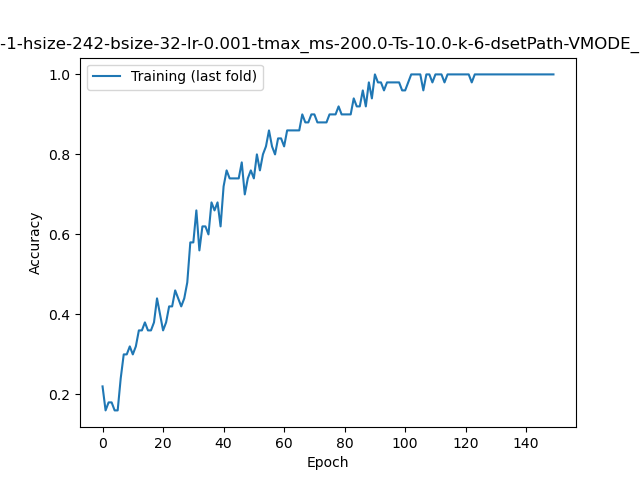 -1-hsize-242-bsize-32-lr-0.001-tmax_ms-200.0-Ts-10.0-k-6-dsetPath-VMODE_
Training (last fold)
1.0
0.8
0.6
0.4
0.2
Accuracy
0 20 40 60 80 100 120 140
Epoch